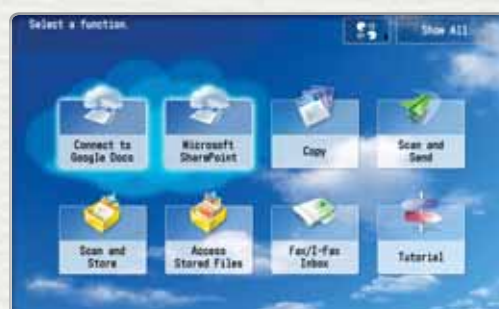 Select a function.
Show All
Connect to
Google Docs
Microsoft
SharePoint
Copy
Scan and
Send
Scan and
Store
Access
Stored Files
Fax/I-Fax
Inbox
Tutorial